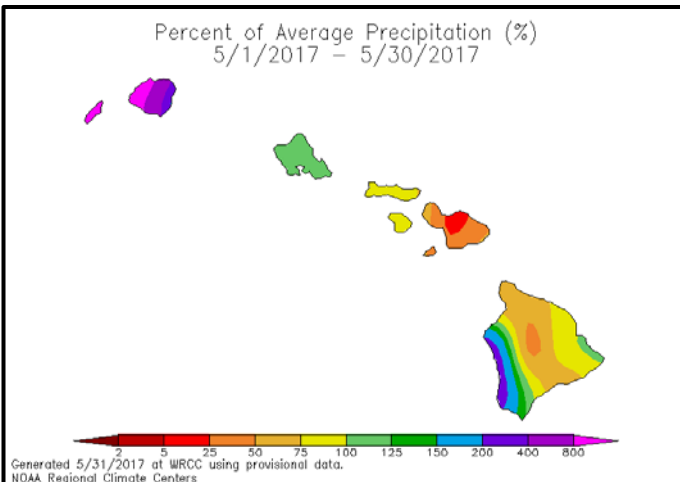 Percent of Average Precipitation (%)
5/1/2017 – 5/30/2017
2 5 25 50 75 100 125 150 200 400 800
Generated 5/31/2017 at WRCC using provisional data.
NOAA Regional Climate Centers